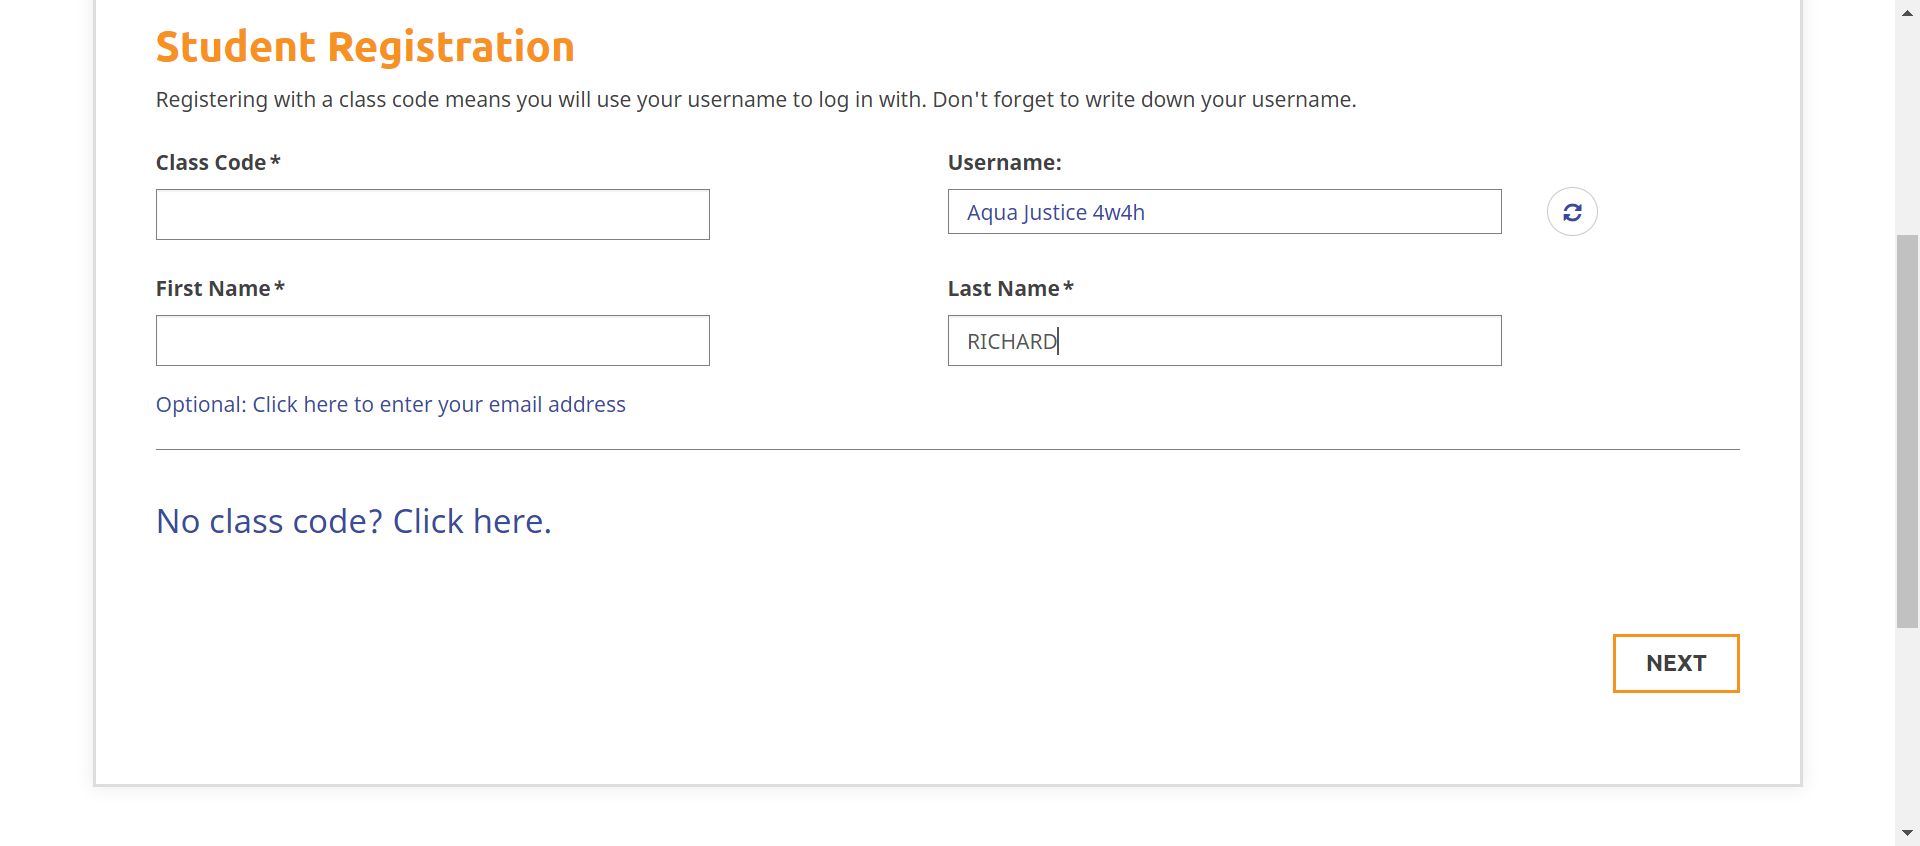 Student Registration
Registering with a class code means you will use your username to log in with. Don't forget to write down your username.
Class Code*
Username:
Aqua Justice 4w4h
First Name*
Last Name*
RICHARD
Optional: Click here to enter your email address
No class code? Click here.
NEXT